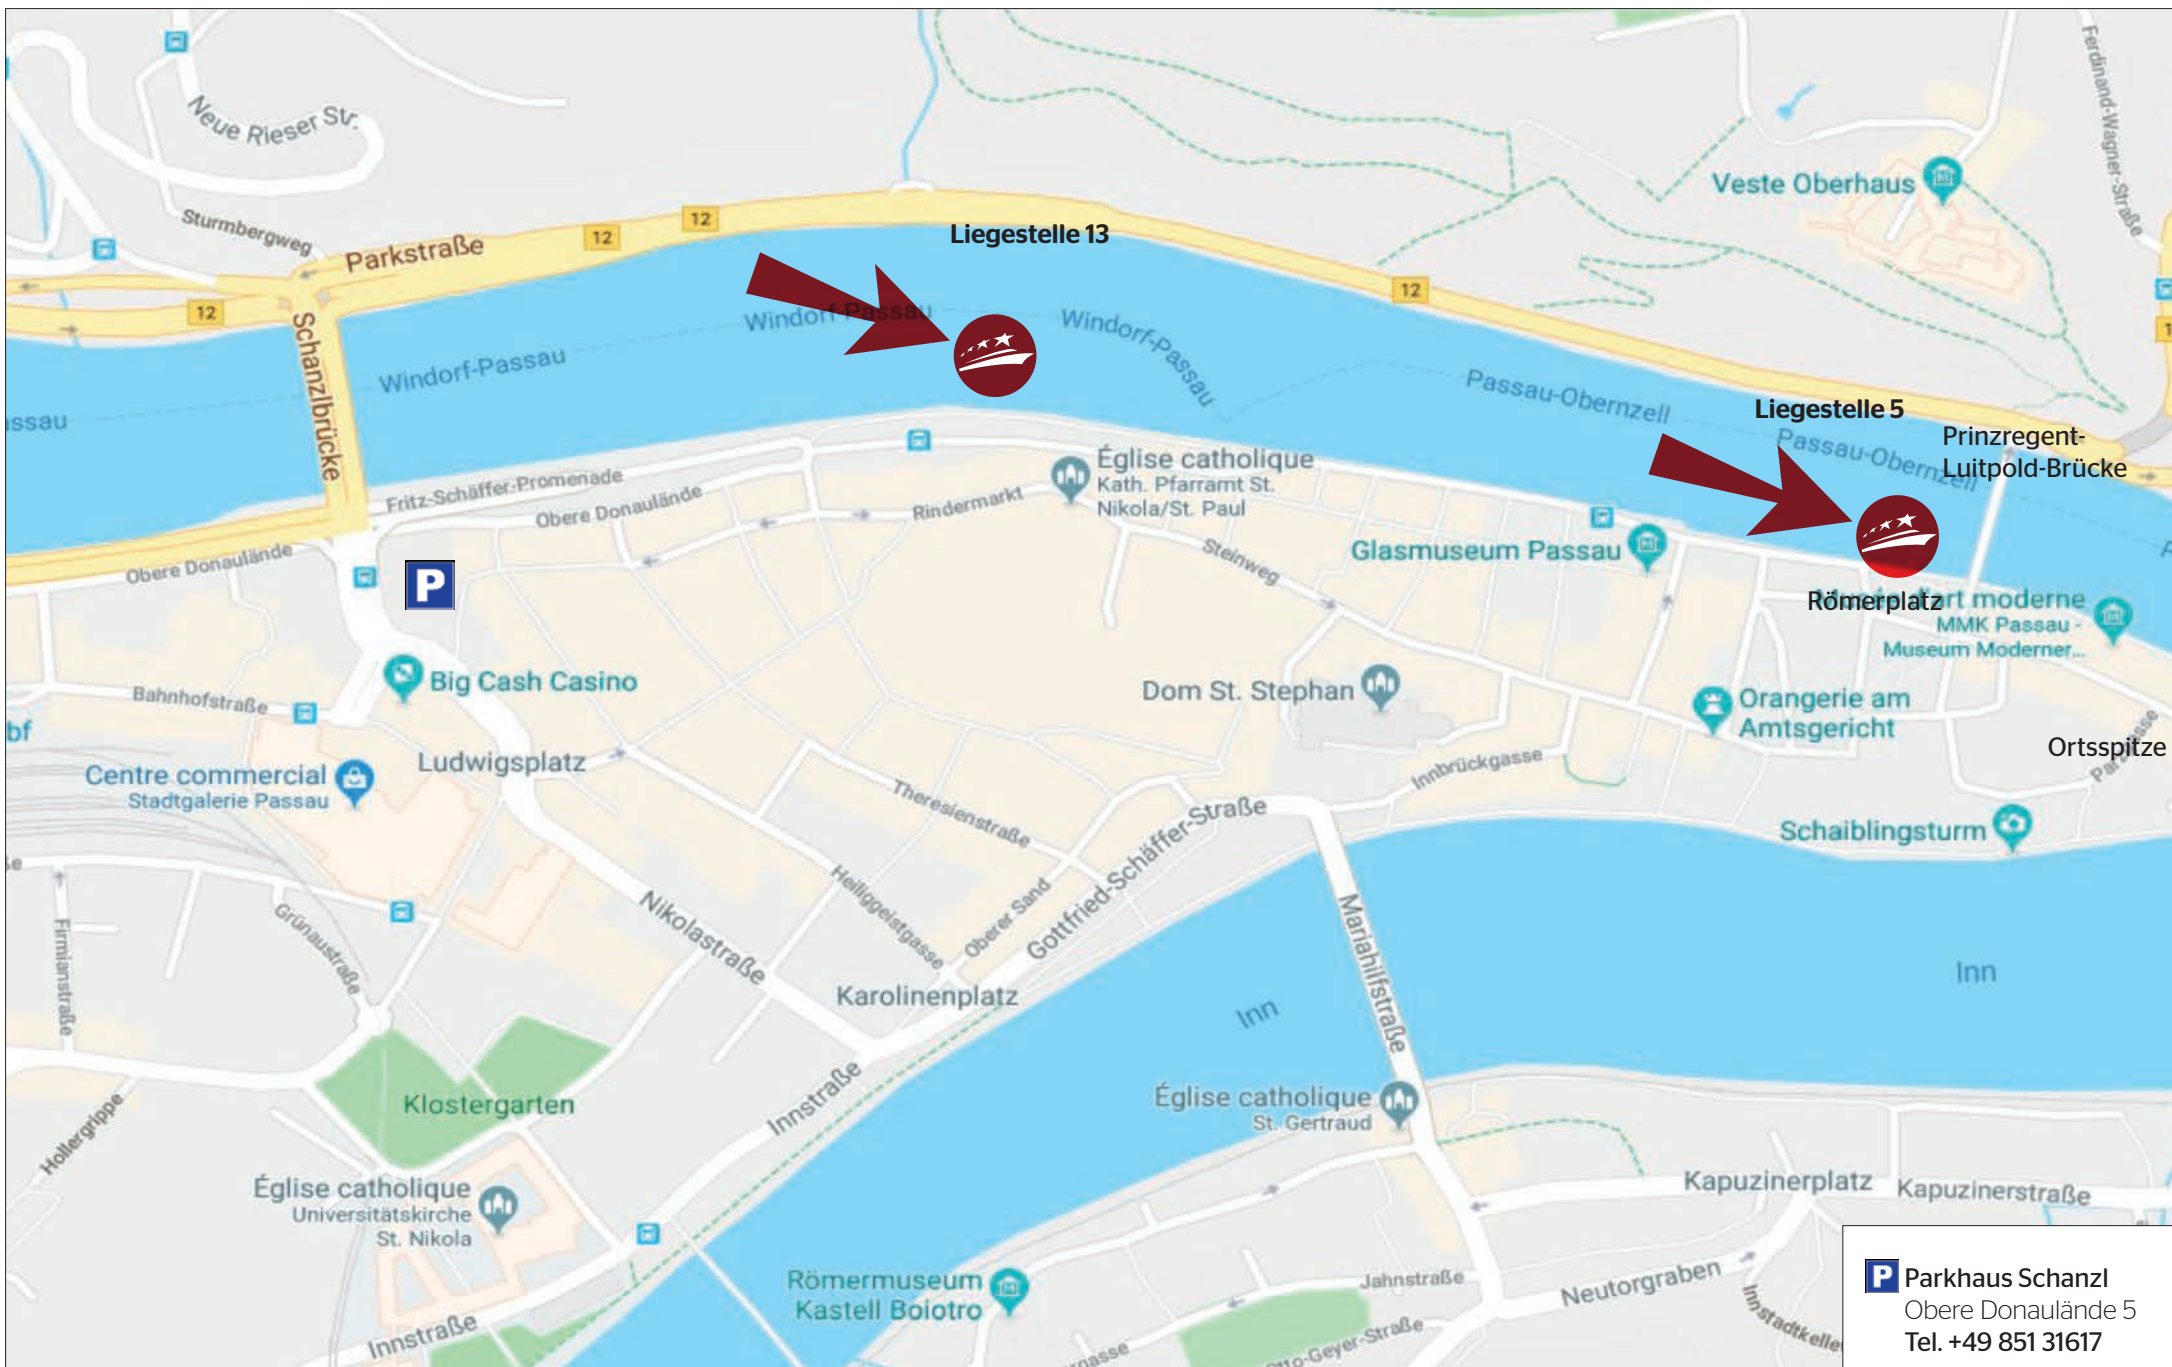 Neue Rieser Str.
Ferdinand-Wagner-Straße
Veste Oberhaus
Sturmbergweg
Parkstraße
12
12
12
12
Liegestelle 13
Schanzlbrücke
Windorf-Passau
Windorf-Passau
Windorf-Passau
Passau-Obernzell
Liegestelle 5
Passau-Obernzell
Prinzregent-
Luitpold-Brücke
Fritz-Schäffer-Promenade
Obere Donaulände
Rindermarkt
Église catholique
Kath. Pfarramt St.
Nikola/St. Paul
Steinweg
Glasmuseum Passau
Obere Donaulände
P
Römerplatz
art moderne
MMK Passau -
Museum Moderner...
Big Cash Casino
Bahnhofstraße
bf
Dom St. Stephan
Orangerie am
Amtsgericht
Ortsspitze
Ludwigsplatz
Centre commercial
Stadtgalerie Passau
Theresienstraße
Innbrückgasse
Gottfried-Schäffer-Straße
Schaiblingsturm
Heiliggeistgasse
Oberer Sand
Nikolastraße
Grünaustraße
Firmianstraße
Mariahilfstraße
Karolinenplatz
Inn
Inn
Innstraße
Klostergarten
Hollergrippe
Église catholique
St. Gertraud
Église catholique
Universitätskirche
St. Nikola
Kapuzinerplatz
Kapuzinerstraße
Römermuseum
Kastell Boiotro
Jahnstraße
Neutorgraben
Innstraße
P Parkhaus Schanzl
Obere Donaulände 5
Tel. +49 851 31617